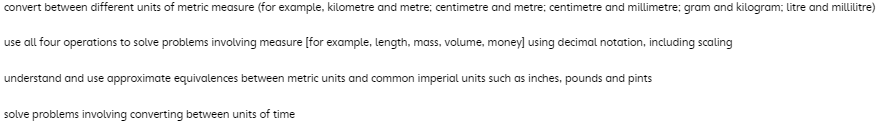 convert between different units of metric measure (for example, kilometre and metre; centimetre and metre; centimetre and millimetre; gram and kilogram; litre and millilitre)
use all four operations to solve problems involving measure [for example, length, mass, volume, money] using decimal notation, including scaling
understand and use approximate equivalences between metric units and common imperial units such as inches, pounds and pints
solve problems involving converting between units of time